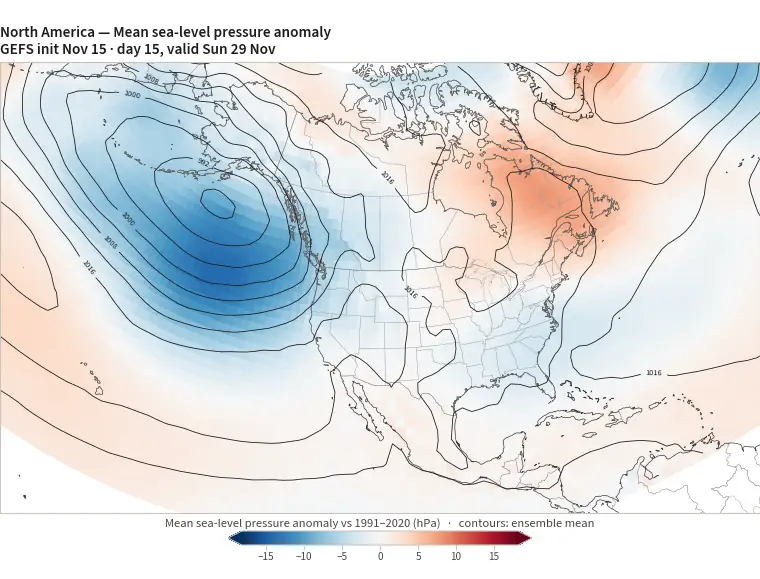 North America — Mean sea-level pressure anomaly
GEFS init Nov 15 · day 15, valid Sun 29 Nov
1008
1000
992
1016
1000
1008
1016
1016
1016
Mean sea-level pressure anomaly vs 1991–2020 (hPa) · contours: ensemble mean
−15 −10 −5 0 5 10 15